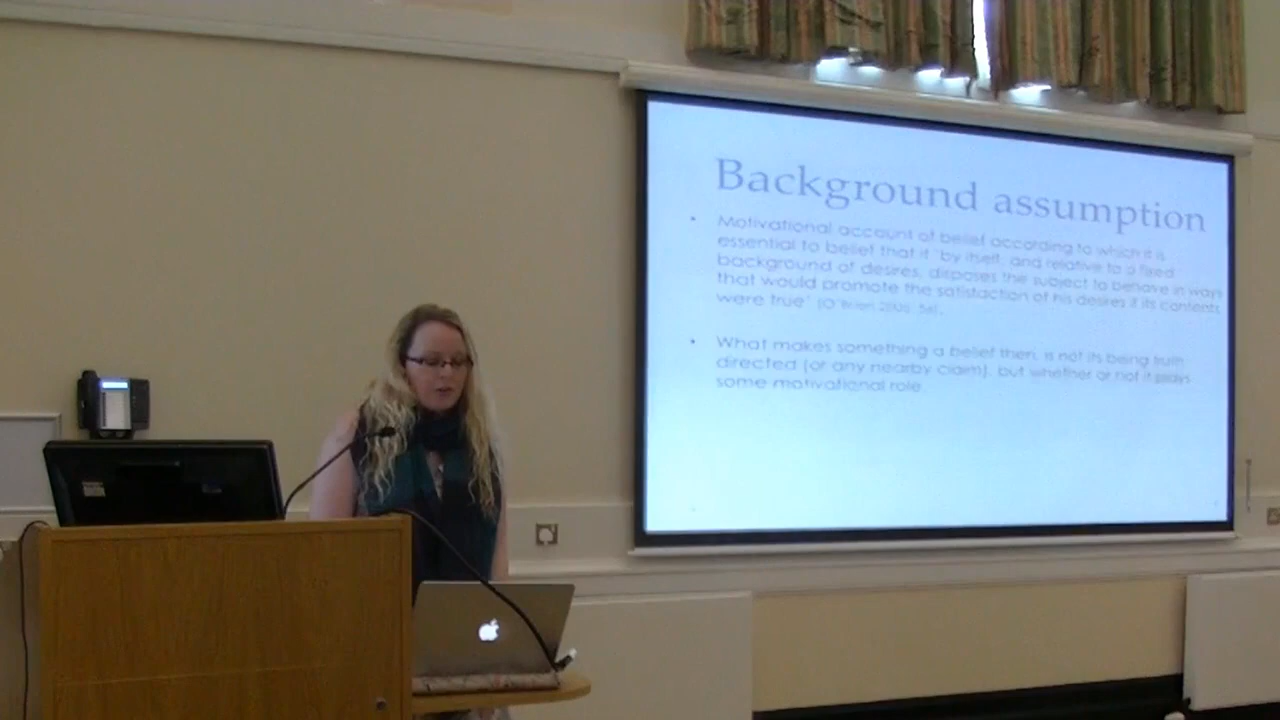 Background assumption
• Motivational account of belief according to which it is
essential to belief that it 'by itself, and relative to a fixed
background of desires, disposes the subject to behave in ways
that would promote the satisfaction of his desires if its contents
were true'
• What makes something a belief then, is not its being truth
directed (or any nearby claim), but whether or not it plays
some motivational role.